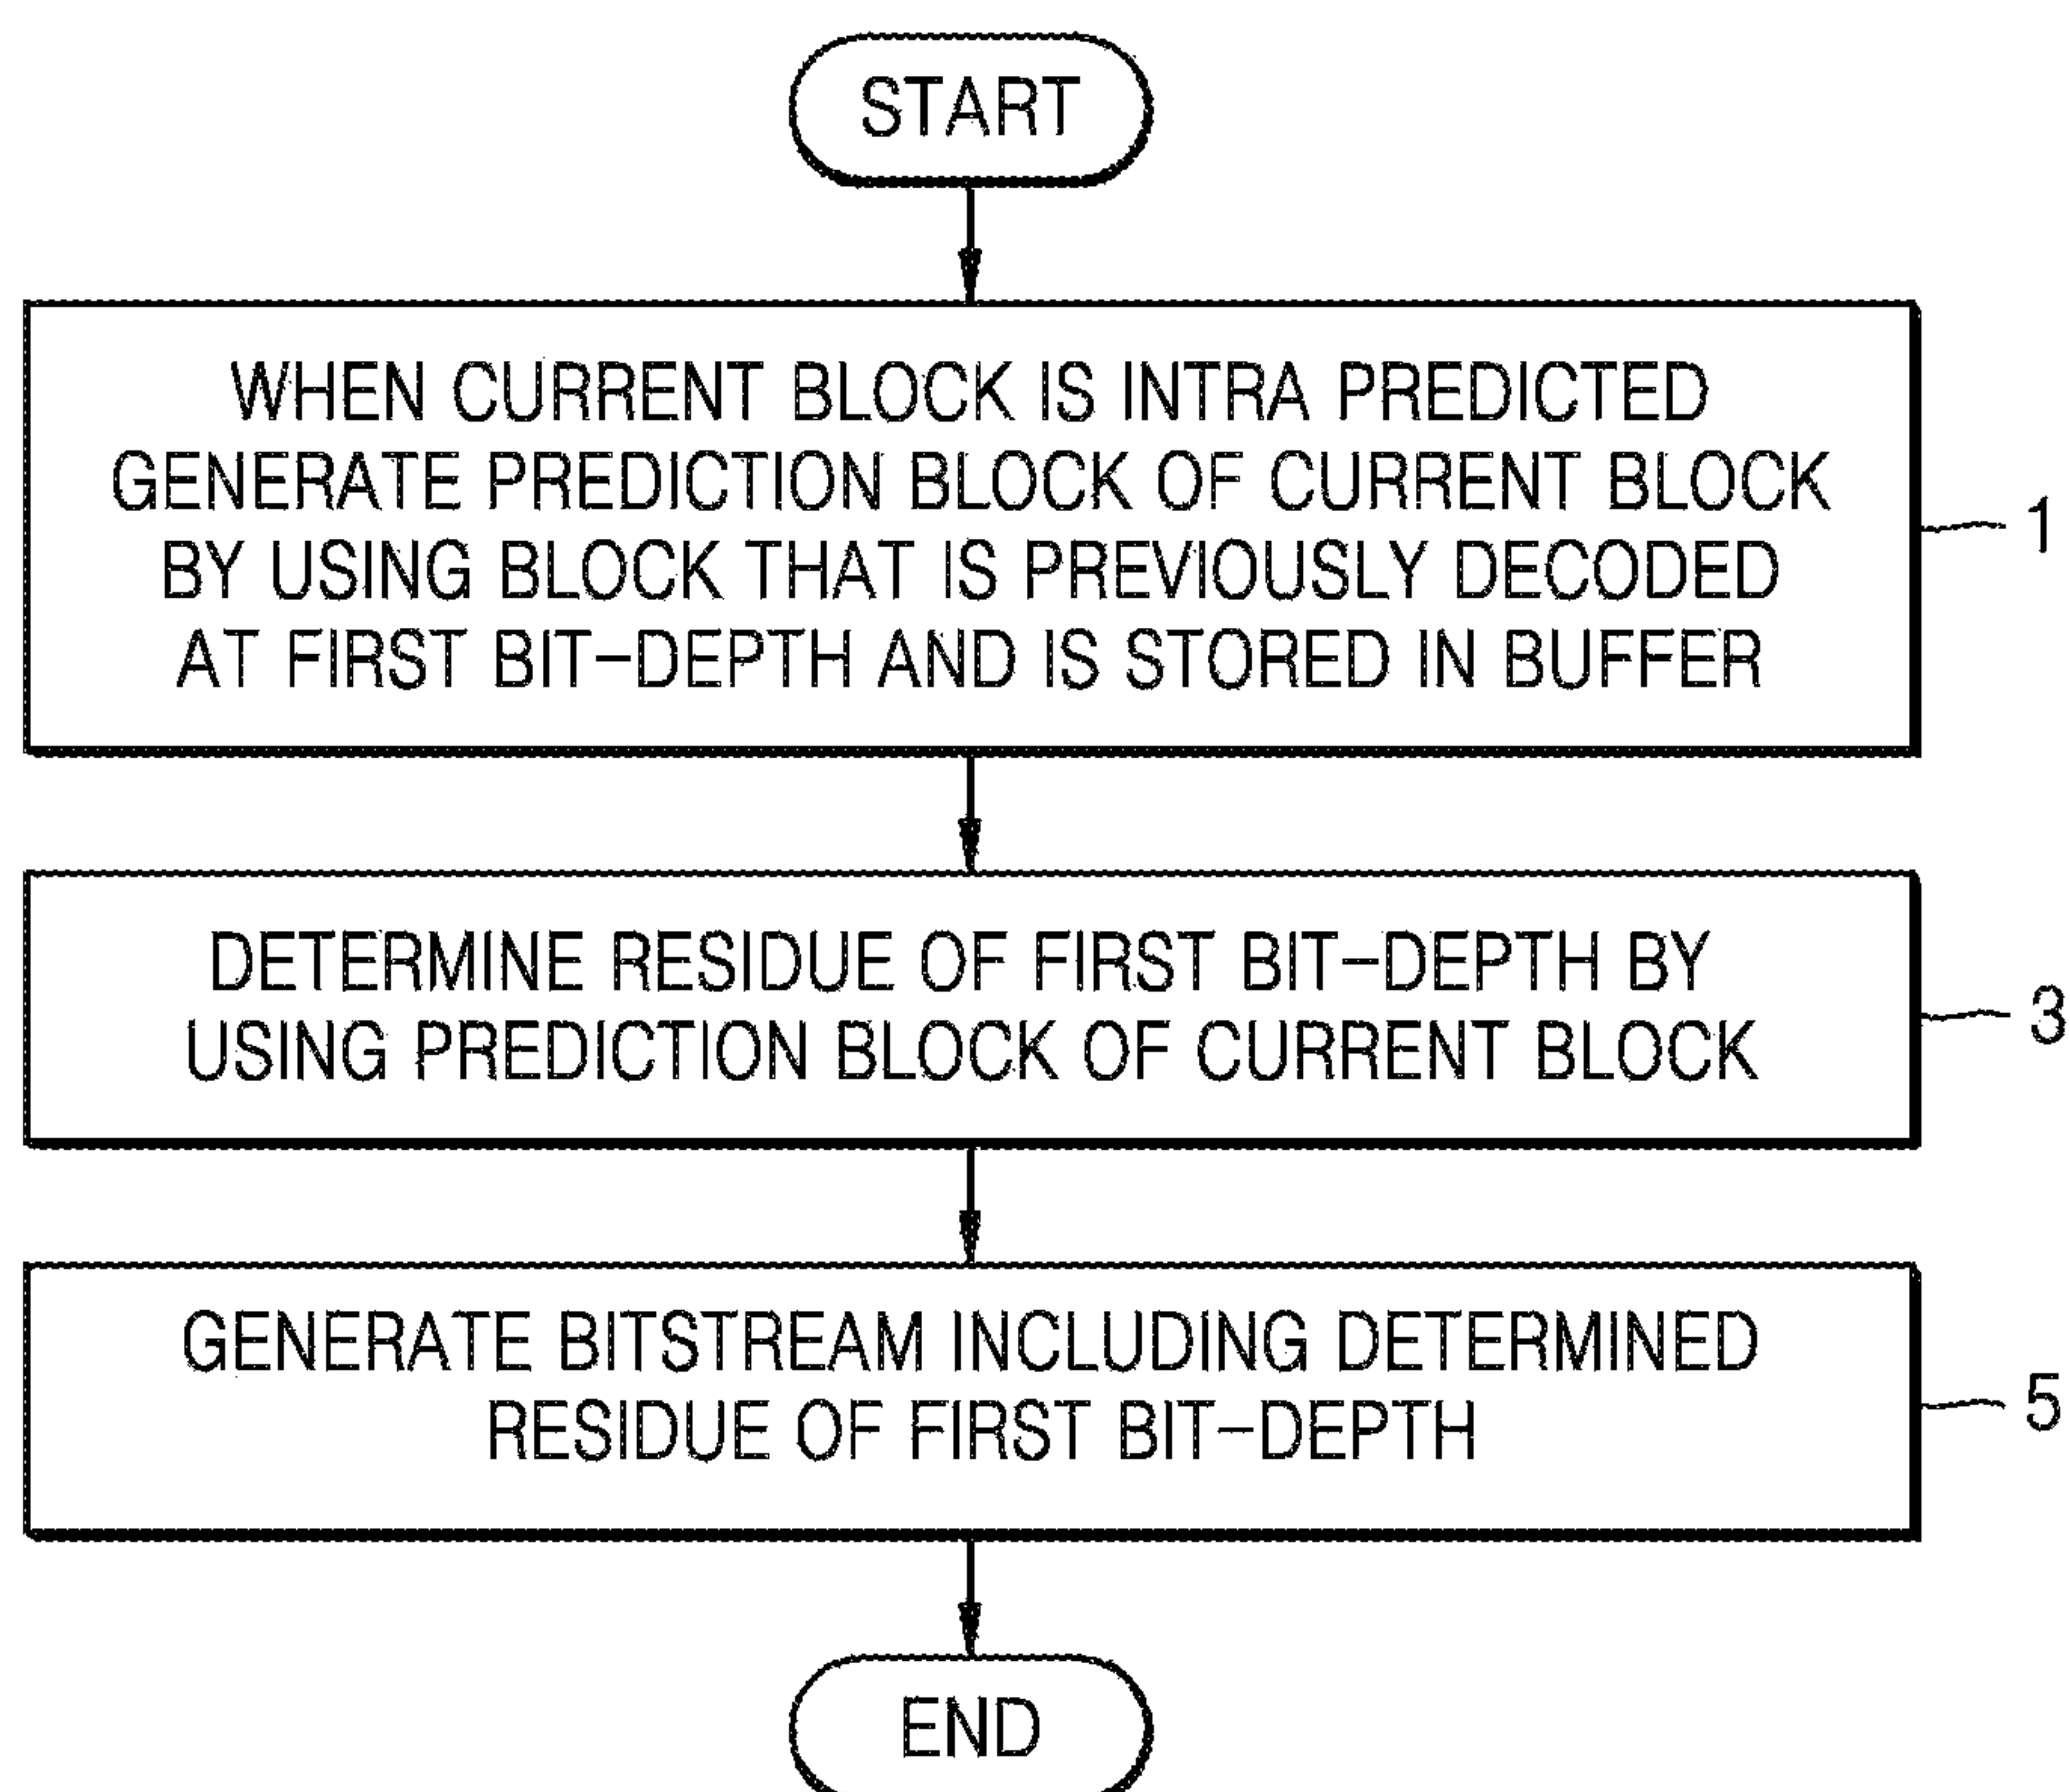 START
WHEN CURRENT BLOCK IS INTRA PREDICTED
GENERATE PREDICTION BLOCK OF CURRENT BLOCK
BY USING BLOCK THAT IS PREVIOUSLY DECODED
AT FIRST BIT-DEPTH AND IS STORED IN BUFFER
1
DETERMINE RESIDUE OF FIRST BIT-DEPTH BY
USING PREDICTION BLOCK OF CURRENT BLOCK
3
GENERATE BITSTREAM INCLUDING DETERMINED
RESIDUE OF FIRST BIT-DEPTH
5
END